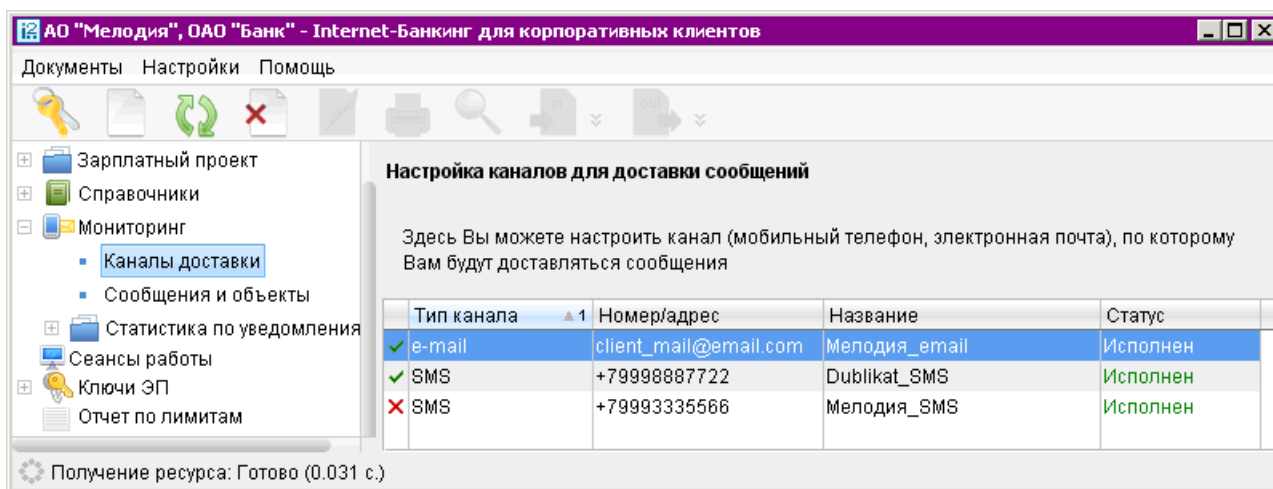 АО "Мелодия", ОАО "Банк" - Internet-Банкинг для корпоративных клиентов
Документы Настройки Помощь
in out
Зарплатный проект
Справочники
Мониторинг
Каналы доставки
Сообщения и объекты
Статистика по уведомления
Сеансы работы
Ключи ЭП
Отчет по лимитам
Настройка каналов для доставки сообщений
Здесь Вы можете настроить канал (мобильный телефон, электронная почта), по которому
Вам будут доставляться сообщения
Тип канала 1 Номер/адрес Название Статус
e-mail client_mail@email.com Мелодия_email Исполнен
SMS +79998887722 Dublikat_SMS Исполнен
SMS +79993335566 Мелодия_SMS Исполнен
Получение ресурса: Готово (0.031 с.)